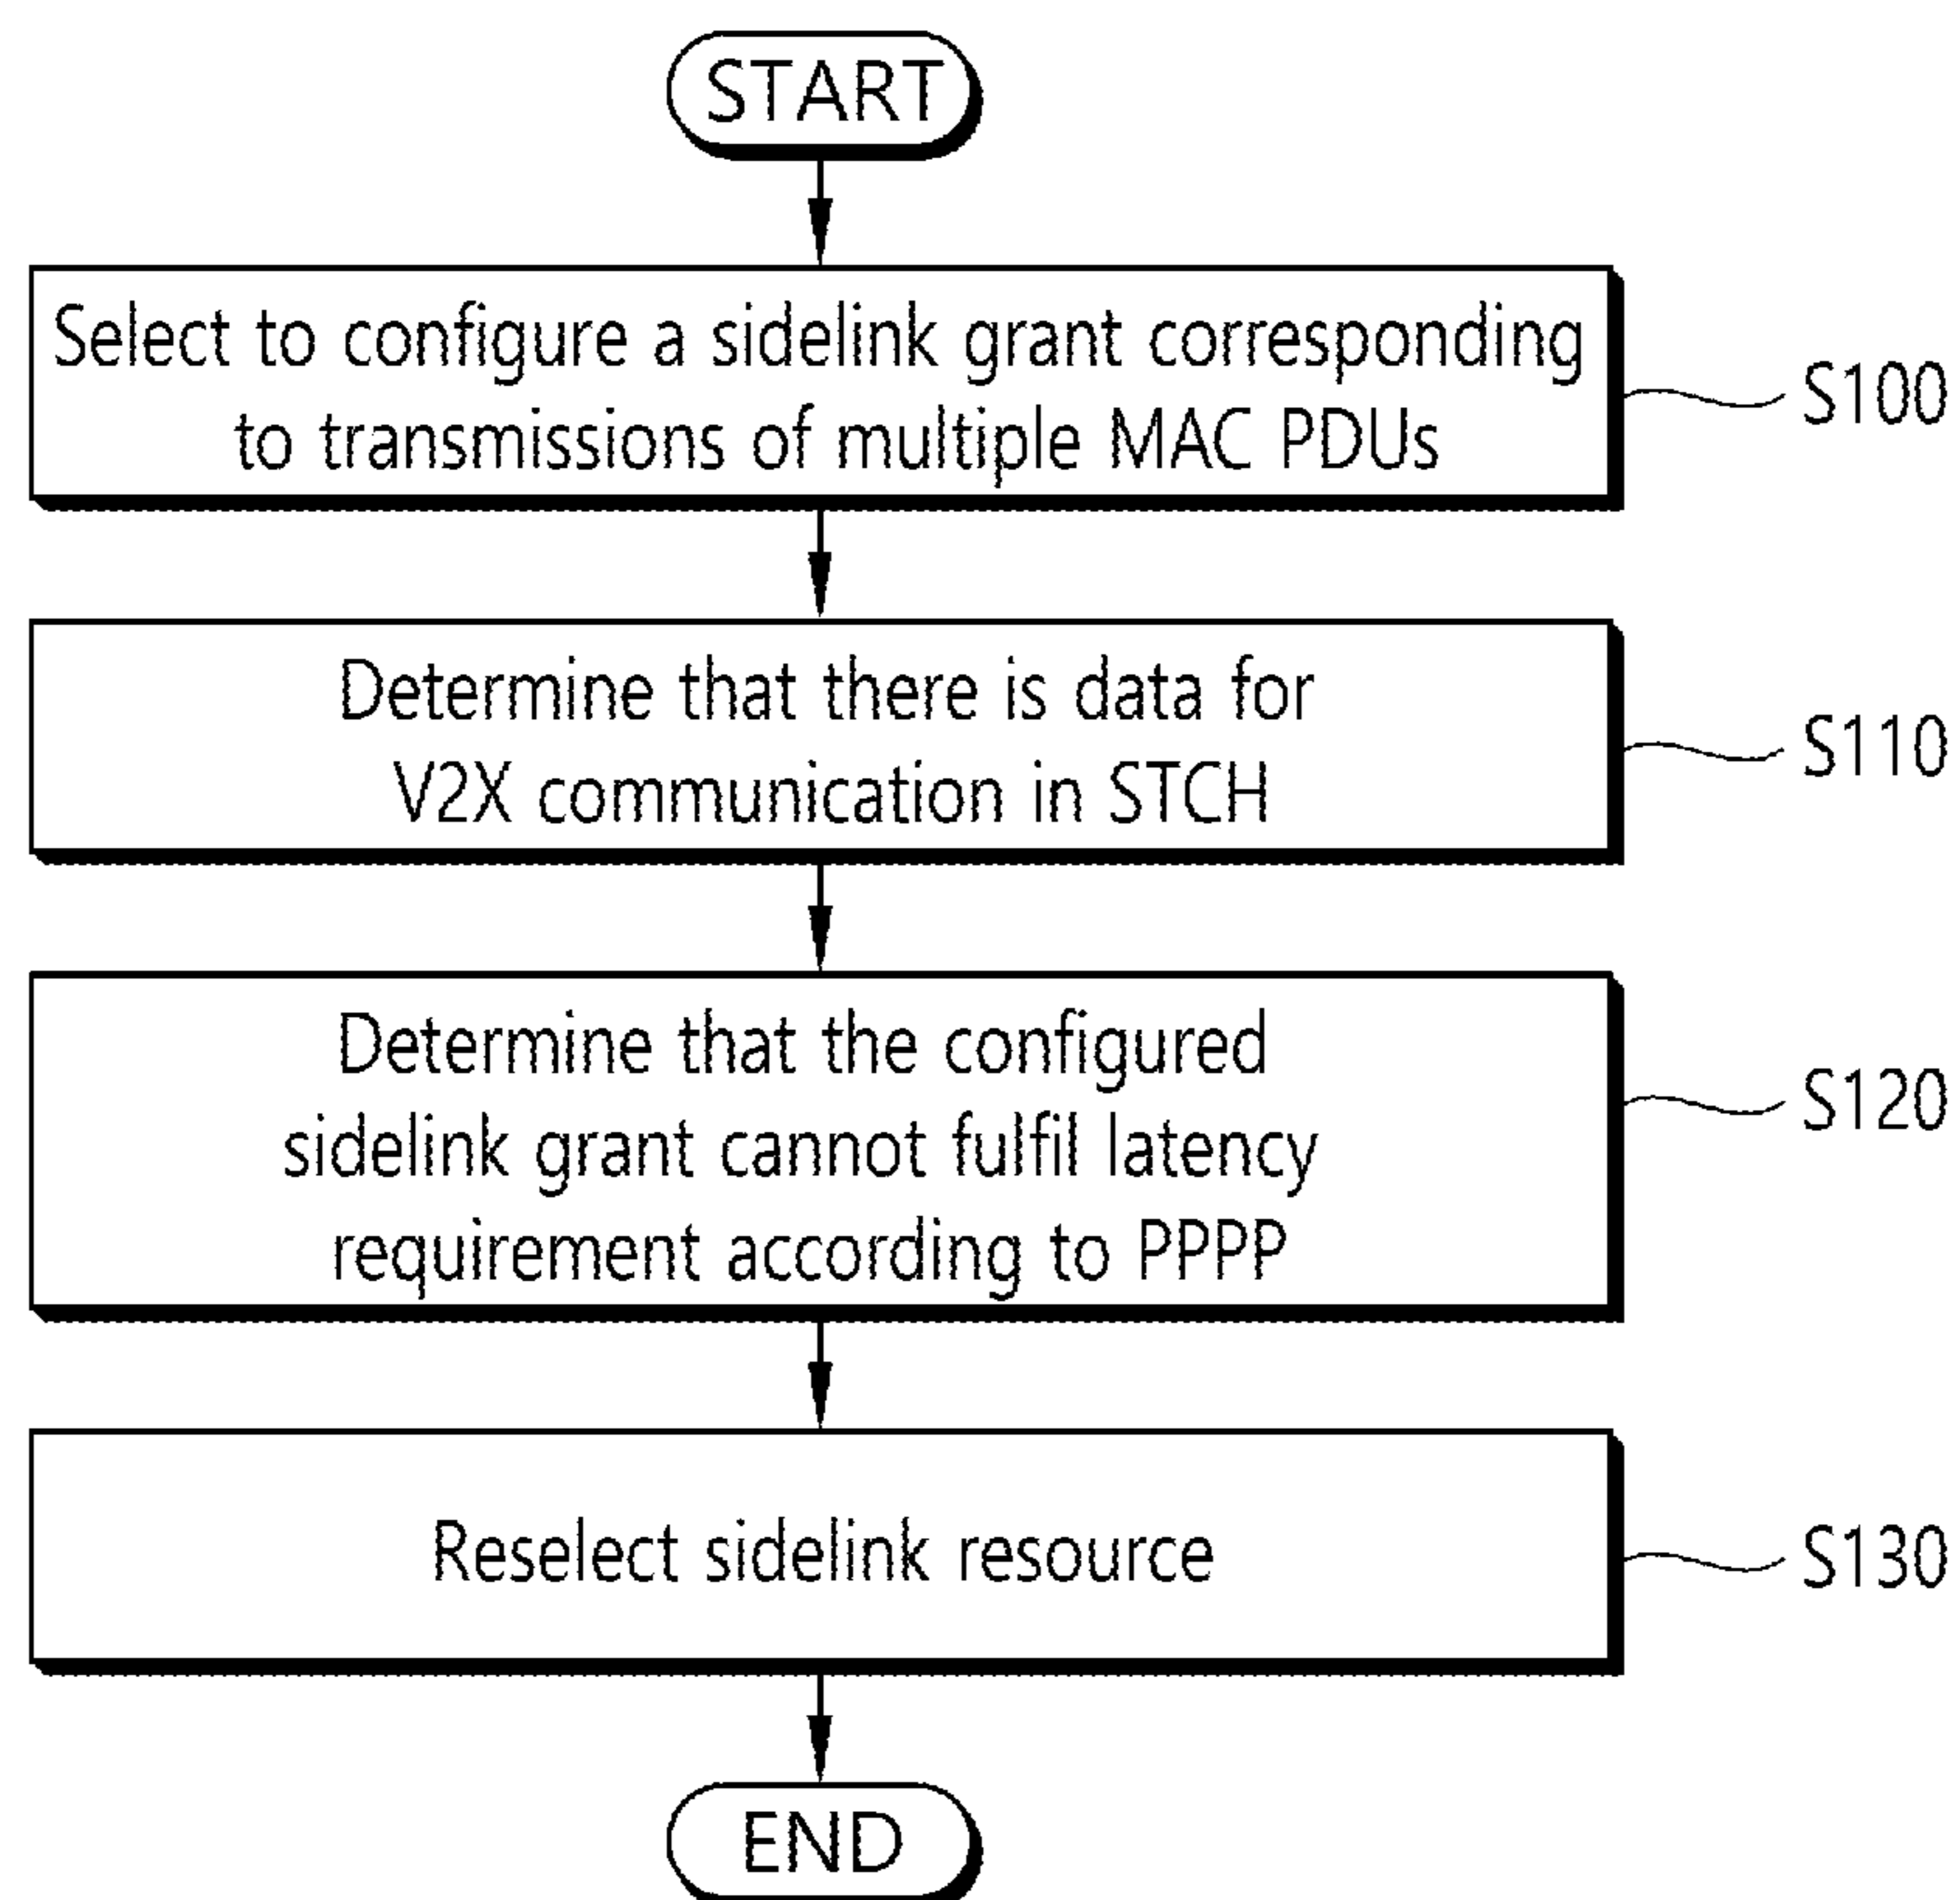 START
Select to configure a sidelink grant corresponding
to transmissions of multiple MAC PDUs
S100
Determine that there is data for
V2X communication in STCH
S110
Determine that the configured
sidelink grant cannot fulfil latency
requirement according to PPPP
S120
Reselect sidelink resource
S130
END